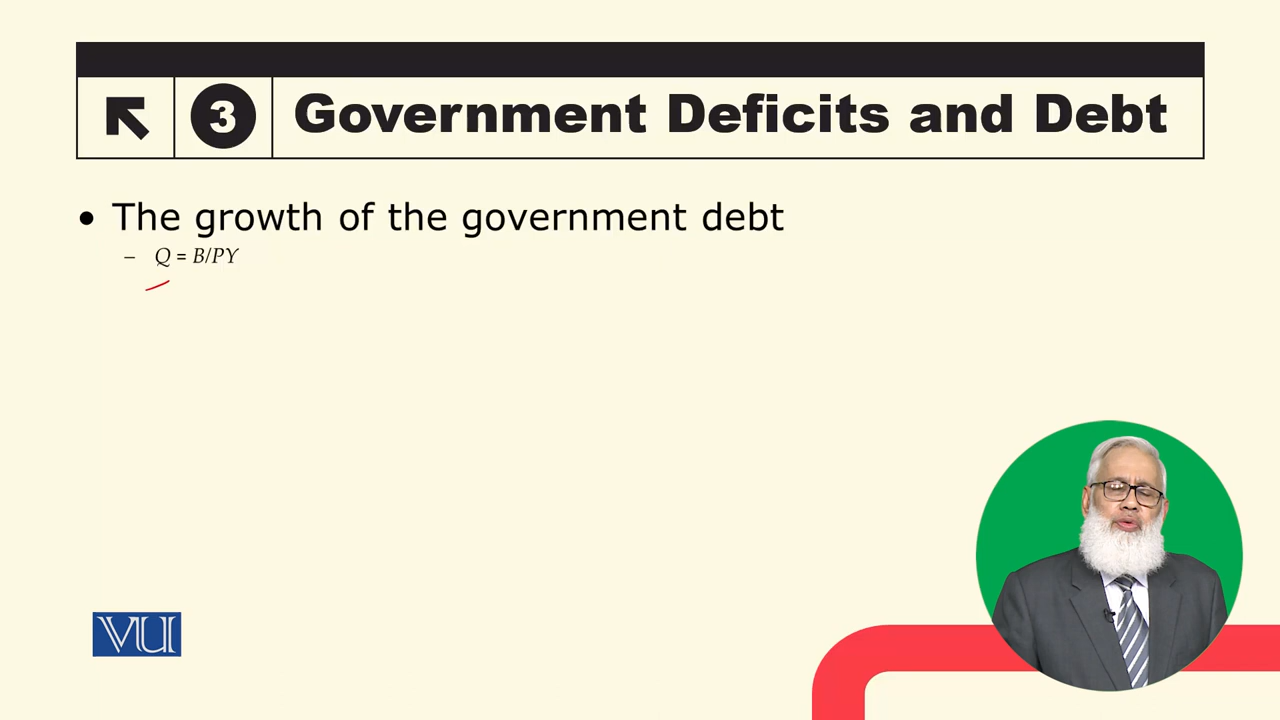 3 Government Deficits and Debt
• The growth of the government debt
– Q = B/PY
VU